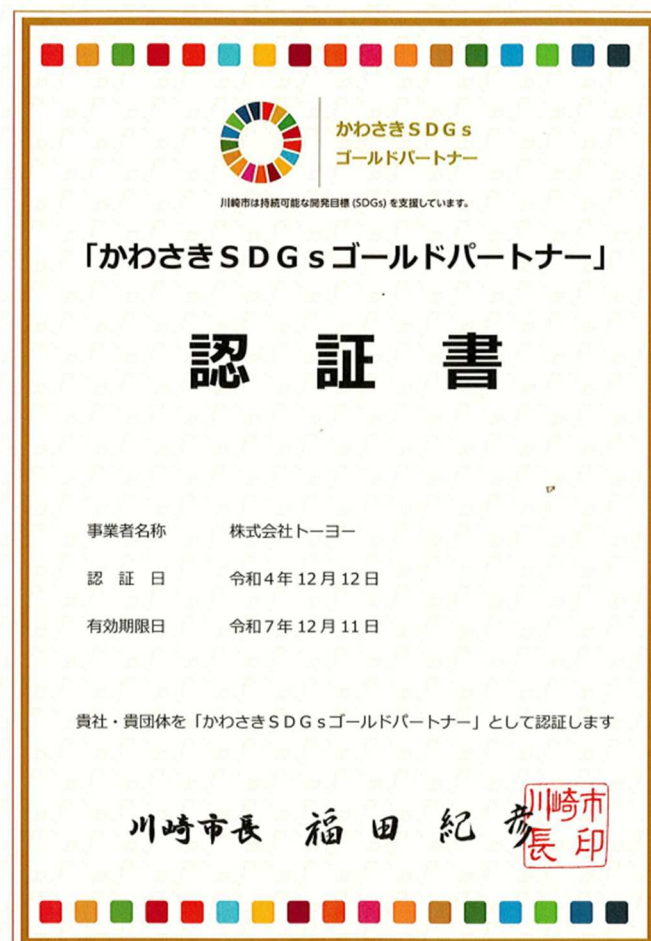 かわさきSDGs
ゴールドパートナー
川崎市は持続可能な開発目標 (SDGs) を支援しています。
「かわさきSDGsゴールドパートナー」
認証書
事業者名称 株式会社トーヨー
認証日 令和4年12月12日
有効期限日 令和7年12月11日
貴社・貴団体を「かわさきSDGsゴールドパートナー」として認証します
川崎市長 福田紀彦
川崎市長印